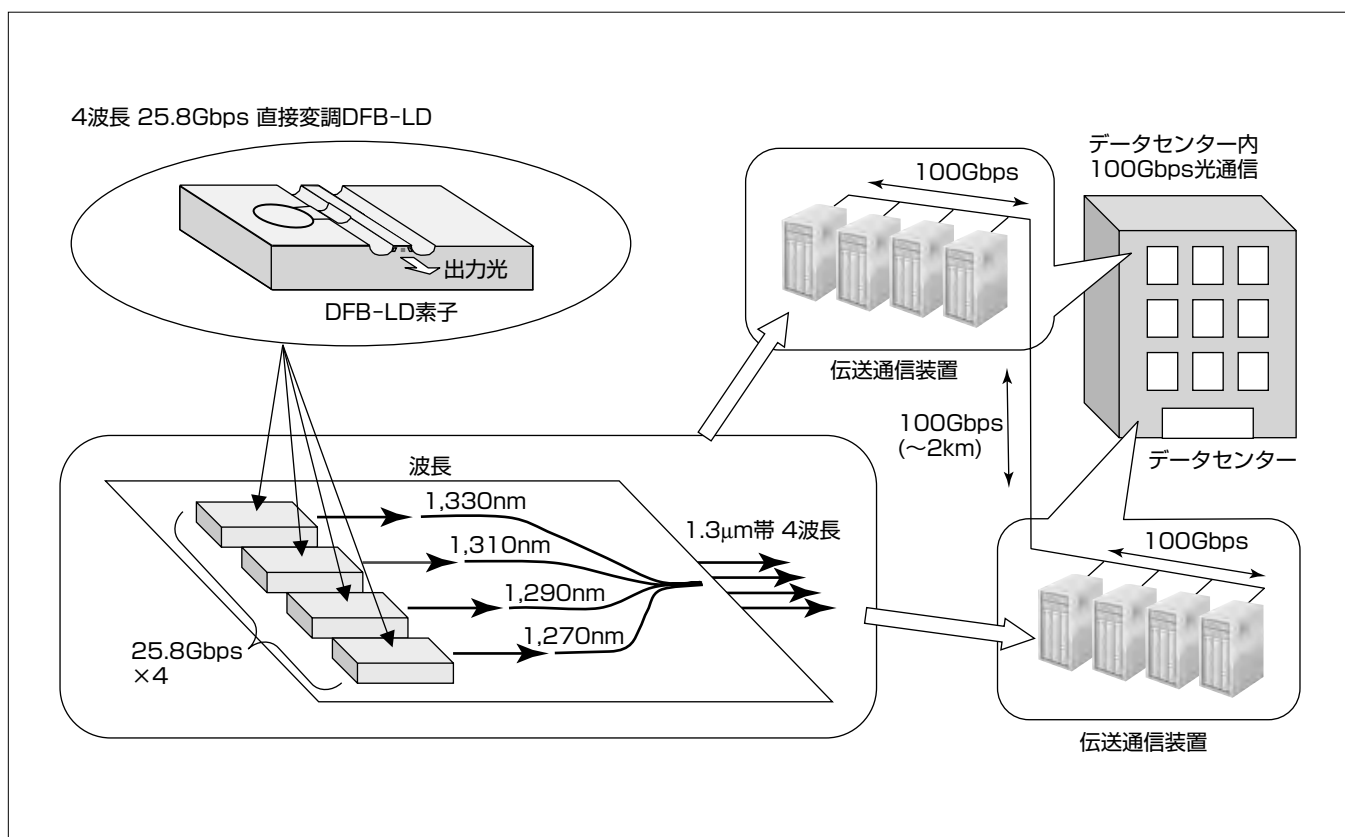 4波長 25.8Gbps 直接変調DFB-LD
出力光
DFB-LD素子
100Gbps
伝送通信装置
データセンター内
100Gbps光通信
100Gbps
(～2km)
データセンター
波長
1,330nm
1,310nm
1,290nm
1,270nm
25.8Gbps
×4
1.3μm帯 4波長
100Gbps
伝送通信装置